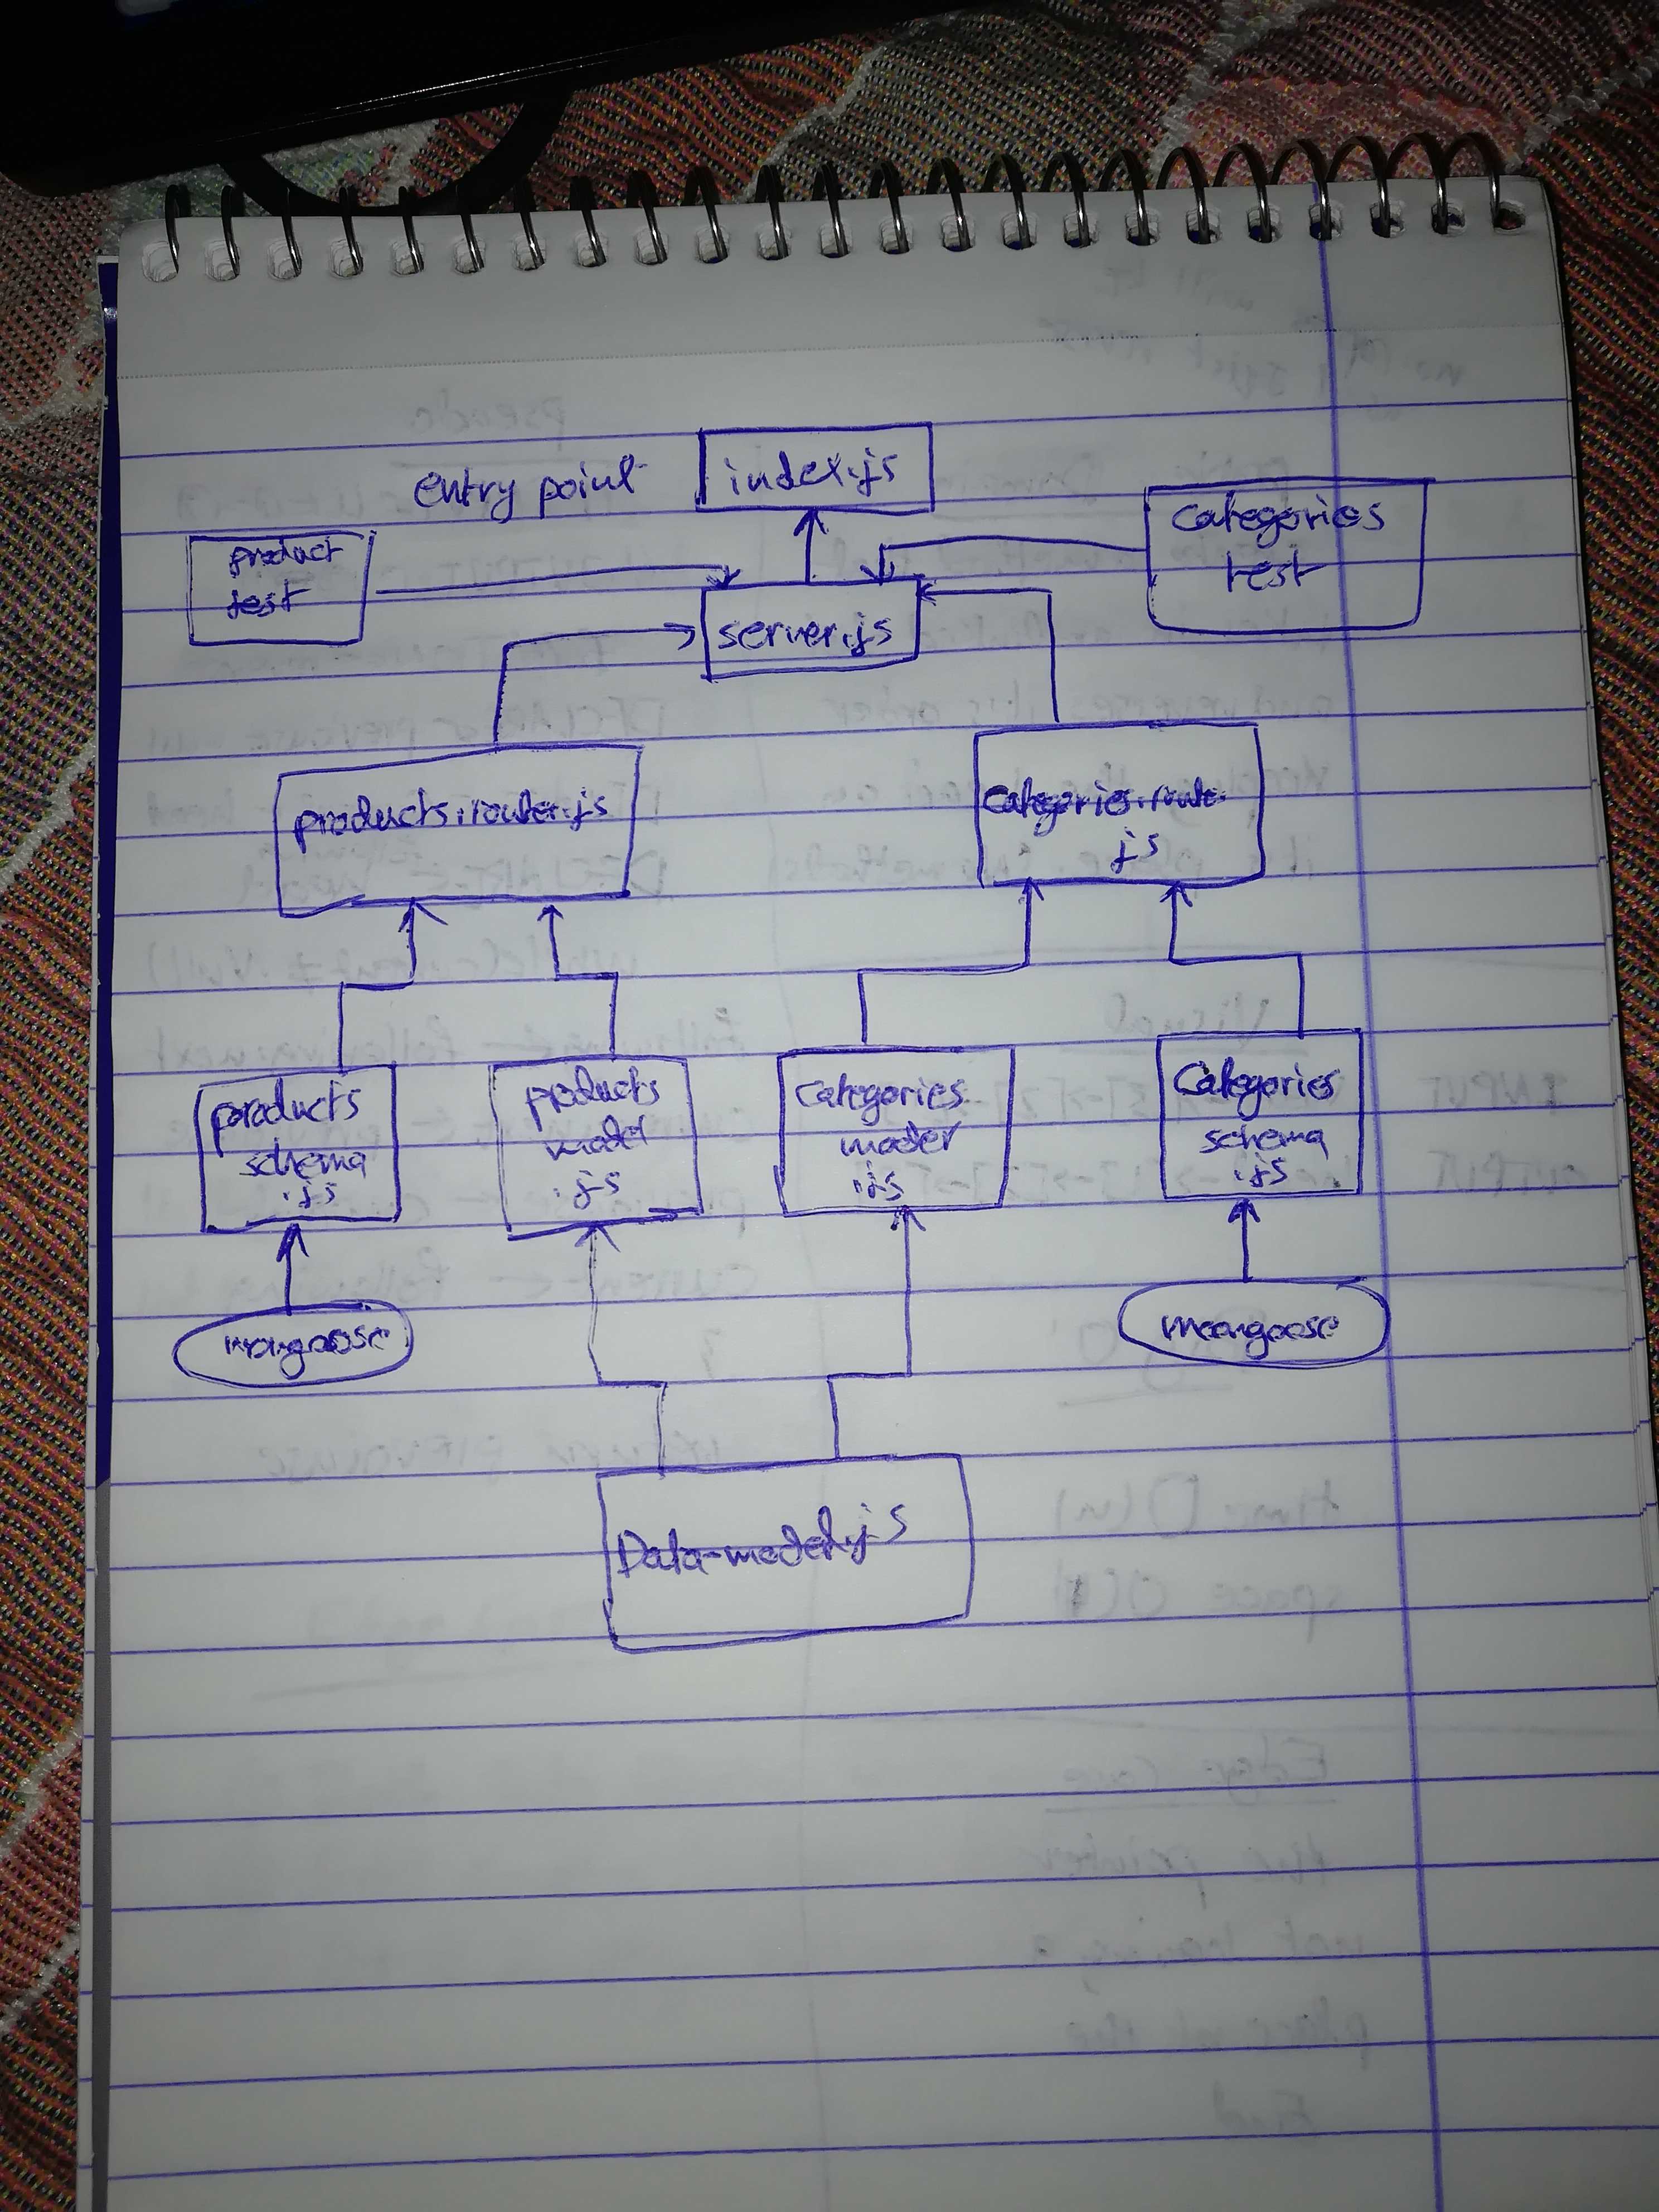 entry point
index.js
product
test
categories
test
server.js
products.router.js
categories.route.
js
products
schema
.js
products
model
.js
categories
model
.js
categories
schema
.js
mongoose
mongoose
Data-model.js